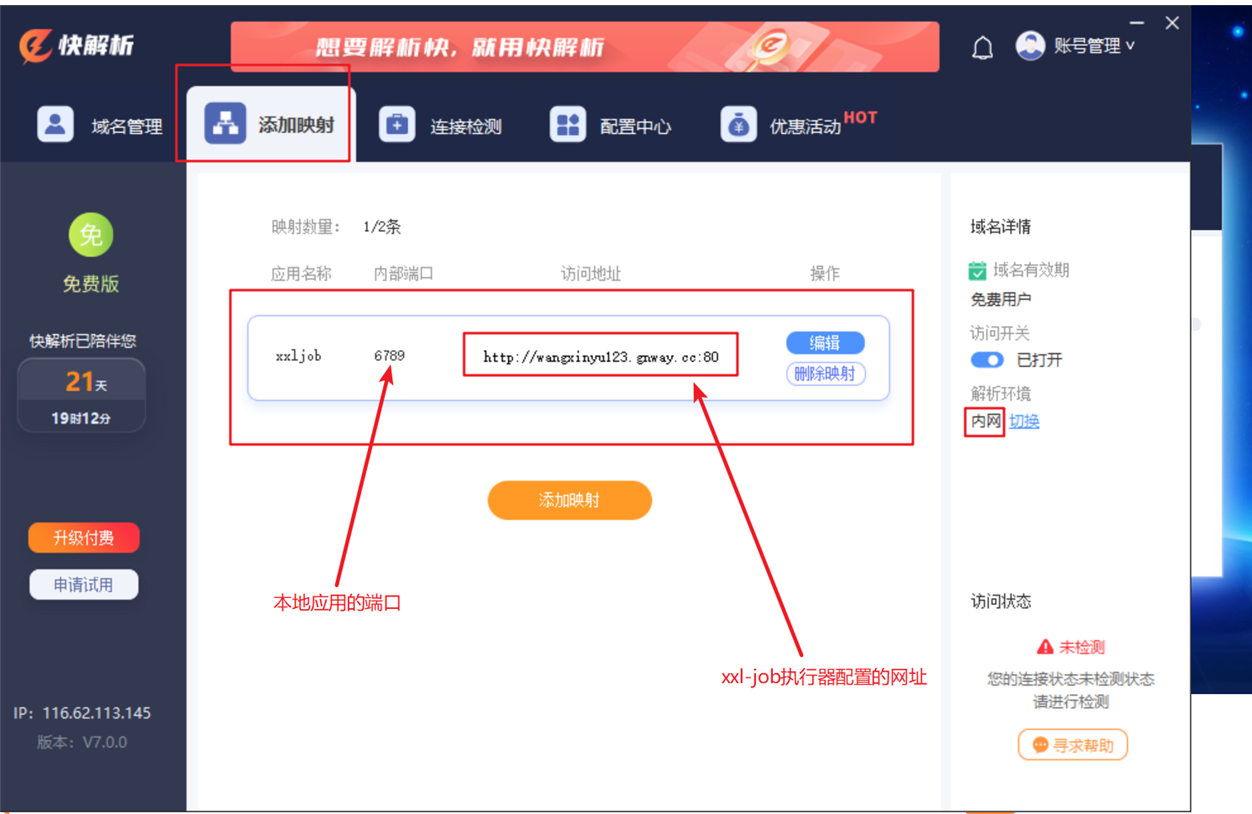 快解析
想要解析快，就用快解析
账号管理
域名管理
添加映射
连接检测
配置中心
优惠活动
HOT
免
免费版
快解析已陪伴您
21天
19时12分
升级付费
申请试用
IP：116.62.113.145
版本：V7.0.0
映射数量： 1/2条
应用名称 内部端口 访问地址 操作
xxljob 6789 http://wangxinyu123.gnway.cc:80
编辑
删除映射
添加映射
本地应用的端口
xxl-job执行器配置的网址
域名详情
域名有效期
免费用户
访问开关
已打开
解析环境
内网 切换
访问状态
未检测
您的连接状态未检测状态
请进行检测
寻求帮助